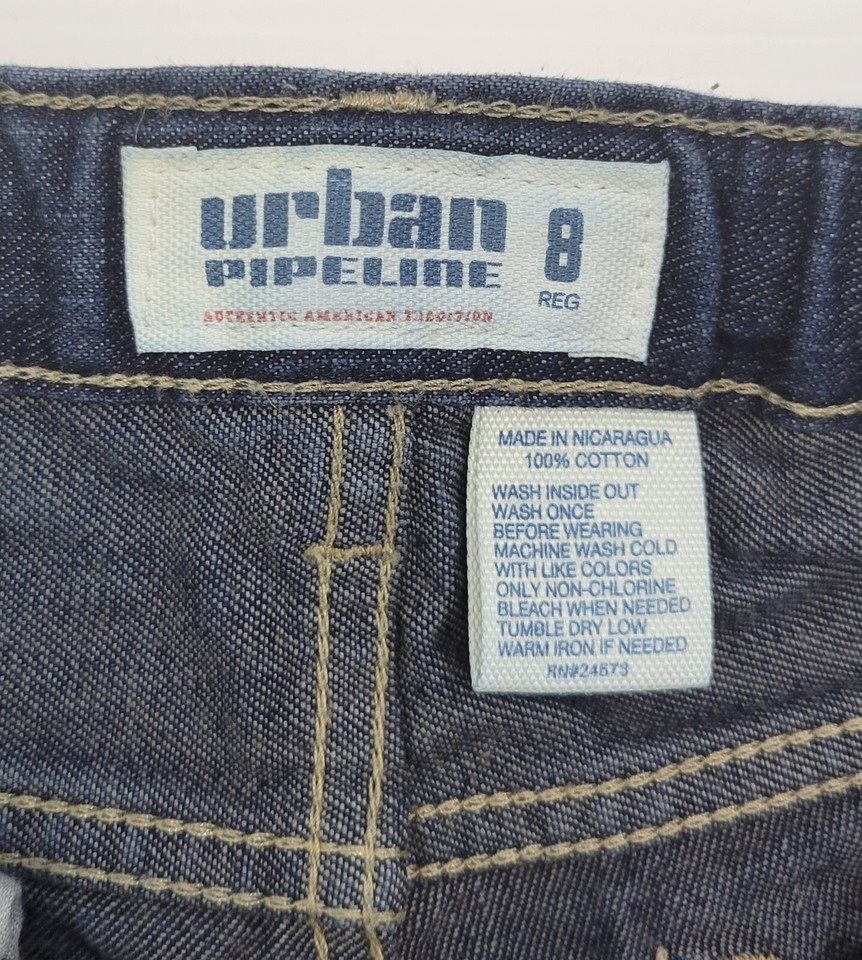 urban 8
PIPELINE REG
AUTHENTIC AMERICAN TRADITION
MADE IN NICARAGUA
100% COTTON
WASH INSIDE OUT
WASH ONCE
BEFORE WEARING
MACHINE WASH COLD
WITH LIKE COLORS
ONLY NON-CHLORINE
BLEACH WHEN NEEDED
TUMBLE DRY LOW
WARM IRON IF NEEDED
RN#24673